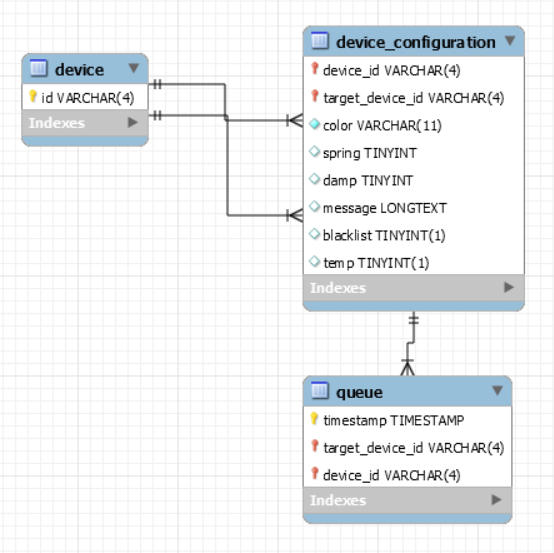 device
id VARCHAR(4)
Indexes
device_configuration
device_id VARCHAR(4)
target_device_id VARCHAR(4)
color VARCHAR(11)
spring TINYINT
damp TINYINT
message LONGTEXT
blacklist TINYINT(1)
temp TINYINT(1)
Indexes
queue
timestamp TIMESTAMP
target_device_id VARCHAR(4)
device_id VARCHAR(4)
Indexes